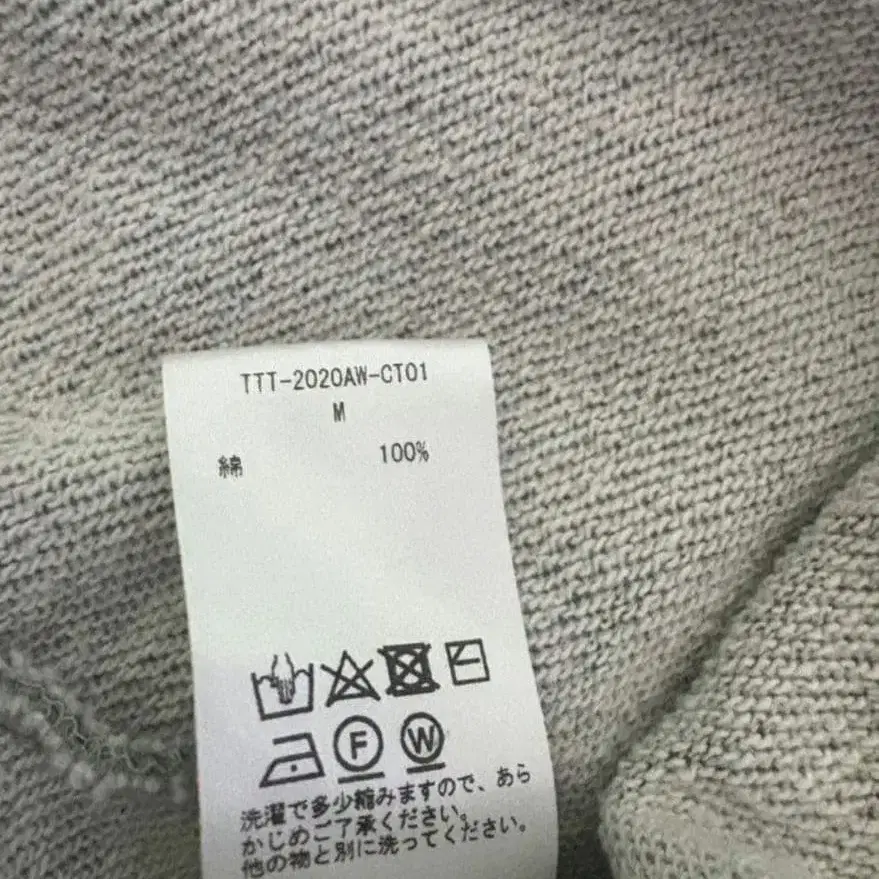 TTT-2020AW-CT01
M
綿 100%
F W
洗濯で多少縮みますので、あら
かじめご了承ください。
他の物と別に洗ってください。